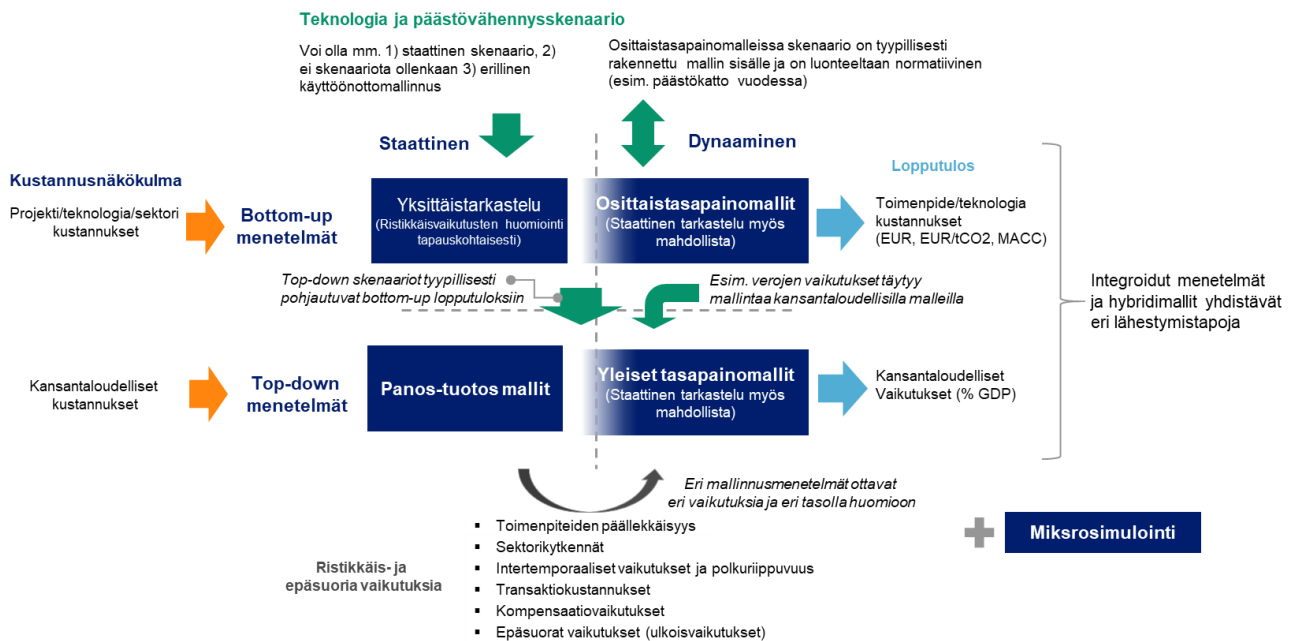 Teknologia ja päästövähennysskenaario
Voi olla mm. 1) staattinen skenaario, 2)
ei skenaariota ollenkaan 3) erillinen
käyttöönottomallinnus
Osittaistasapainomalleissa skenaario on tyypillisesti
rakennettu mallin sisälle ja on luonteeltaan normatiivinen
(esim. päästökatto vuodessa)
Staattinen
Dynaaminen
Kustannusnäkökulma
Projekti/teknologia/sektori
kustannukset
Bottom-up
menetelmät
Yksittäistarkastelu
(Ristikkäisvaikutusten huomiointi
tapauskohtaisesti)
Osittaistasapainomallit
(Staattinen tarkastelu myös
mahdollista)
Lopputulos
Toimenpide/teknologia
kustannukset
(EUR, EUR/tCO2, MACC)
Top-down skenaariot tyypillisesti
pohjautuvat bottom-up lopputuloksiin
Esim. verojen vaikutukset täytyy
mallintaa kansantaloudellisilla malleilla
Integroidut menetelmät
ja hybridimallit yhdistävät
eri lähestymistapoja
Kansantaloudelliset
kustannukset
Top-down
menetelmät
Panos-tuotos mallit
Yleiset tasapainomallit
(Staattinen tarkastelu myös
mahdollista)
Kansantaloudelliset
Vaikutukset (% GDP)
Eri mallinnusmenetelmät ottavat
eri vaikutuksia ja eri tasolla huomioon
Ristikkäis- ja
epäsuoria vaikutuksia
▪ Toimenpiteiden päällekkäisyys
▪ Sektorikytkennät
▪ Intertemporaaliset vaikutukset ja polkuriippuvuus
▪ Transaktiokustannukset
▪ Kompensaatiovaikutukset
▪ Epäsuorat vaikutukset (ulkoisvaikutukset)
Miksrosimulointi